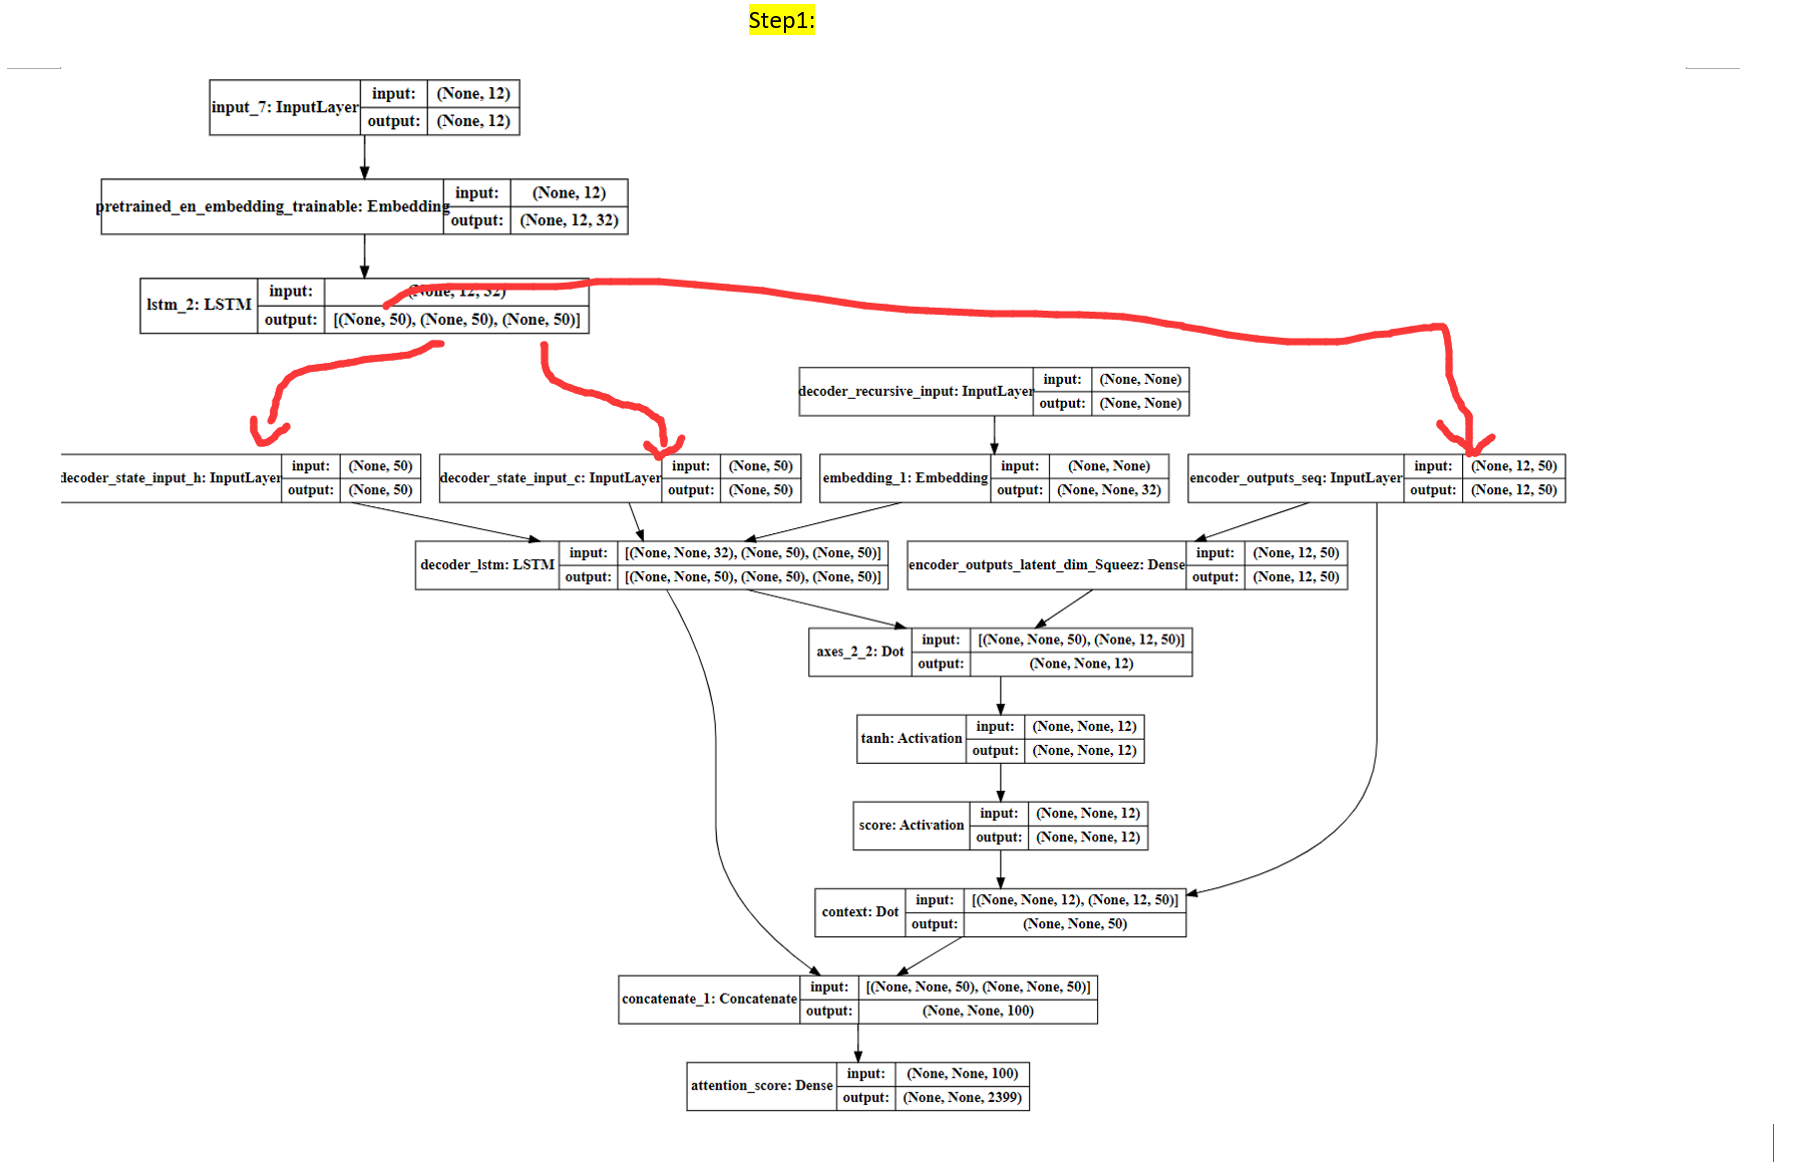 Step1:
input_7: InputLayer
input: (None, 12)
output: (None, 12)
pretrained_en_embedding_trainable: Embedding
input: (None, 12)
output: (None, 12, 32)
lstm_2: LSTM
input: (None, 12, 32)
output: [(None, 50), (None, 50), (None, 50)]
decoder_recursive_input: InputLayer
input: (None, None)
output: (None, None)
decoder_state_input_h: InputLayer
input: (None, 50)
output: (None, 50)
decoder_state_input_c: InputLayer
input: (None, 50)
output: (None, 50)
embedding_1: Embedding
input: (None, None)
output: (None, None, 32)
encoder_outputs_seq: InputLayer
input: (None, 12, 50)
output: (None, 12, 50)
decoder_lstm: LSTM
input: [(None, None, 32), (None, 50), (None, 50)]
output: [(None, None, 50), (None, 50), (None, 50)]
encoder_outputs_latent_dim_Squeez: Dense
input: (None, 12, 50)
output: (None, 12, 50)
axes_2_2: Dot
input: [(None, None, 50), (None, 12, 50)]
output: (None, None, 12)
tanh: Activation
input: (None, None, 12)
output: (None, None, 12)
score: Activation
input: (None, None, 12)
output: (None, None, 12)
context: Dot
input: [(None, None, 12), (None, 12, 50)]
output: (None, None, 50)
concatenate_1: Concatenate
input: [(None, None, 50), (None, None, 50)]
output: (None, None, 100)
attention_score: Dense
input: (None, None, 100)
output: (None, None, 2399)